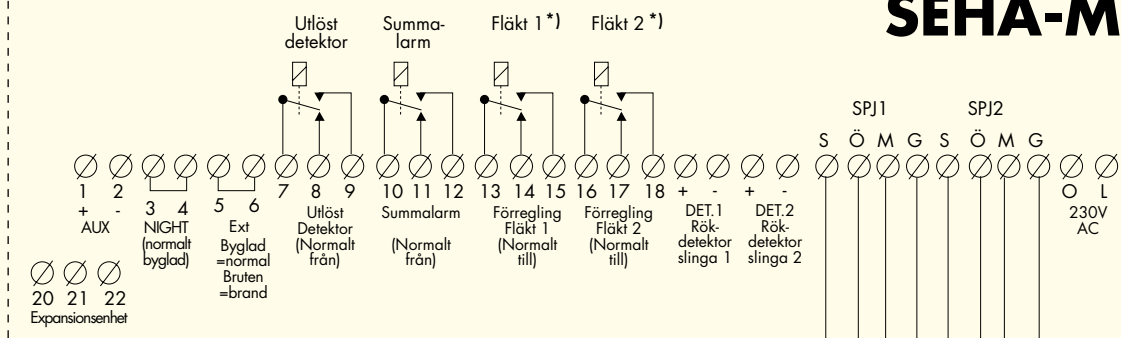 SEHA-M
Utlöst
detektor
Summa-
larm
Fläkt 1 *)
Fläkt 2 *)
SPJ1 SPJ2
S Ö M G S Ö M G
1 2 3 4 5 6 7 8 9 10 11 12 13 14 15 16 17 18 + - + - O L
+ -
AUX
NIGHT
(normalt
byglad)
Ext
Byglad
=normal
Bruten
=brand
Utlöst
Detektor
(Normalt
från)
Summalarm
(Normalt
från)
Förregling
Fläkt 1
(Normalt
till)
Förregling
Fläkt 2
(Normalt
till)
DET.1
Rök-
detektor
slinga 1
DET.2
Rök-
detektor
slinga 2
230V
AC
20 21 22
Expansionsenhet